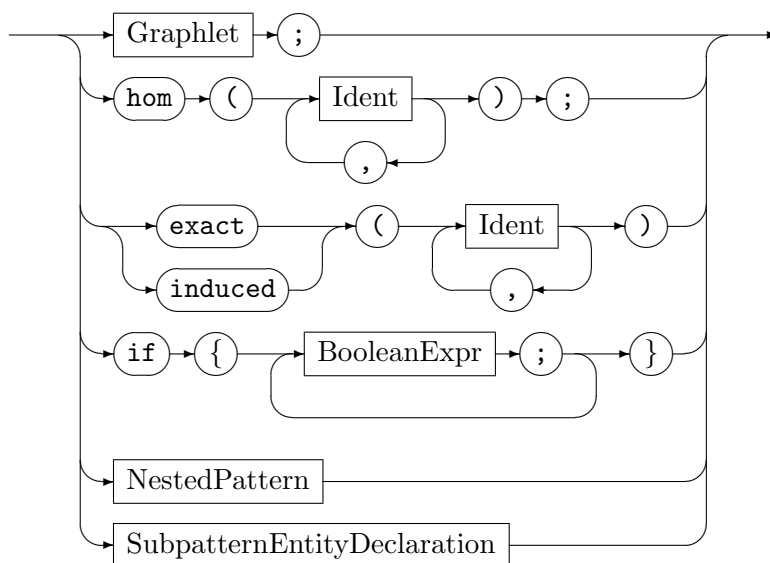 Graphlet ;
hom ( Ident ) ;
,
exact ( Ident )
induced ,
if { BooleanExpr ; }
NestedPattern
SubpatternEntityDeclaration